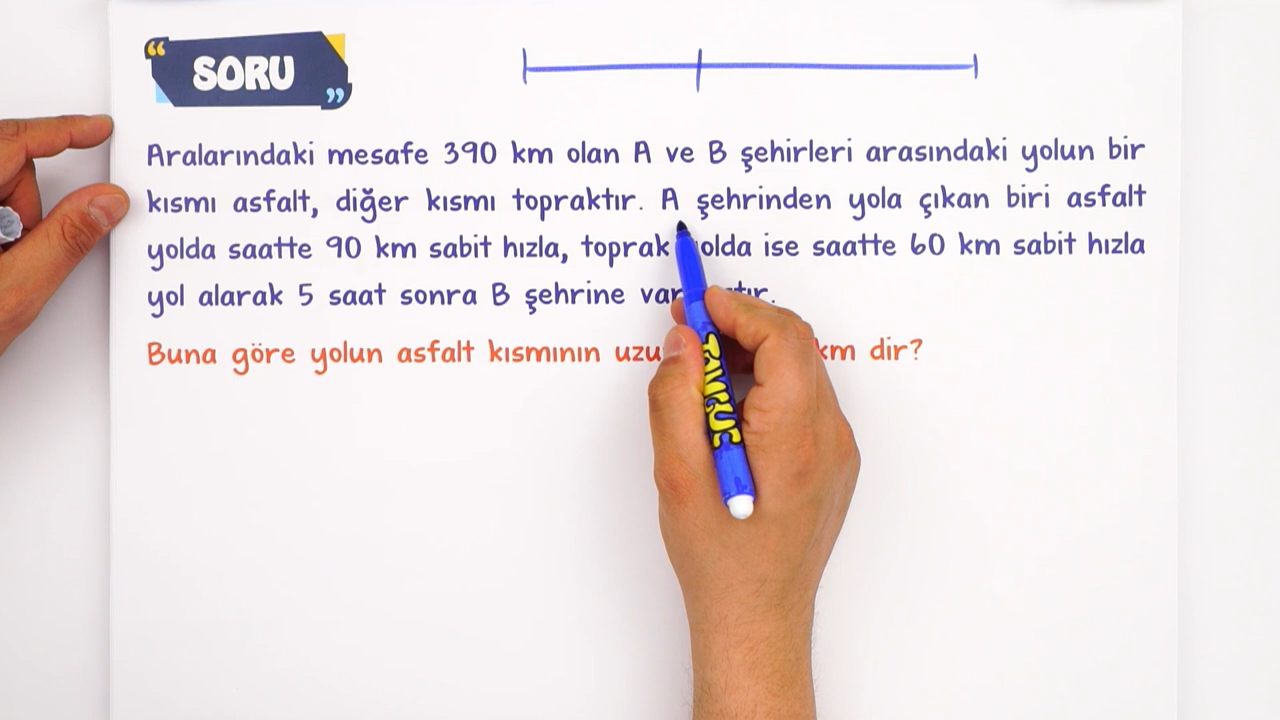 SORU
Aralarındaki mesafe 390 km olan A ve B şehirleri arasındaki yolun bir
kısmı asfalt, diğer kısmı topraktır. A şehrinden yola çıkan biri asfalt
yolda saatte 90 km sabit hızla, toprak yolda ise saatte 60 km sabit hızla
yol alarak 5 saat sonra B şehrine
Buna göre yolun asfalt kısmının km dir?